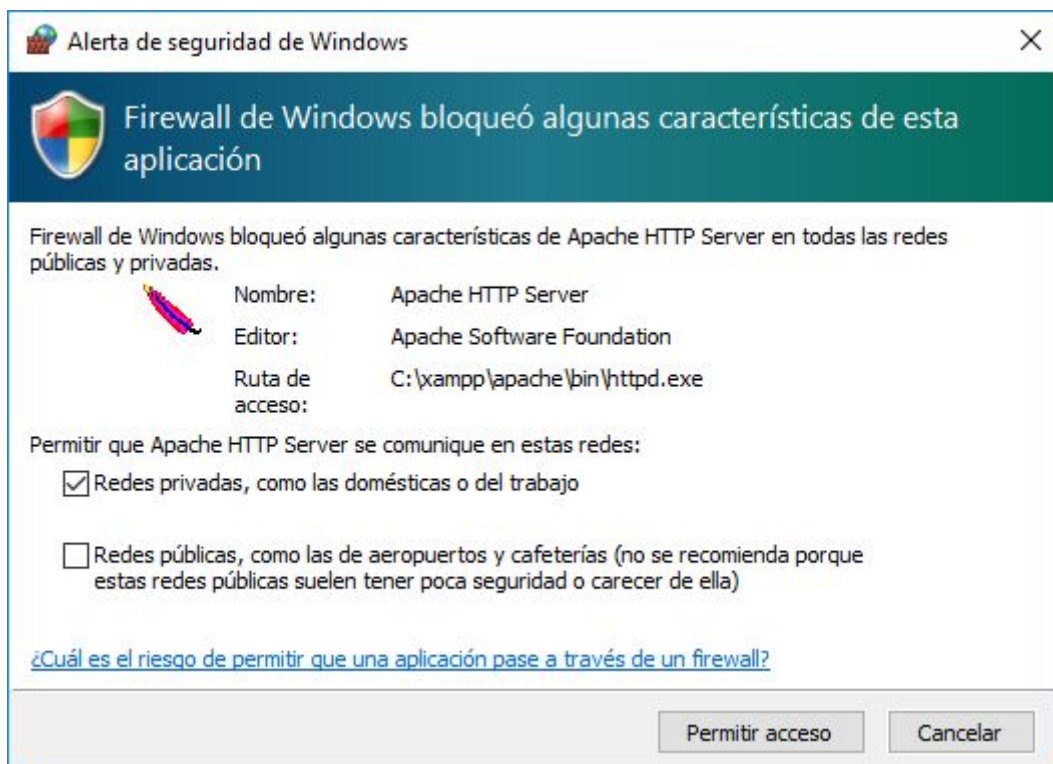 Alerta de seguridad de Windows
Firewall de Windows bloqueó algunas características de esta
aplicación
Firewall de Windows bloqueó algunas características de Apache HTTP Server en todas las redes
públicas y privadas.
Nombre: Apache HTTP Server
Editor: Apache Software Foundation
Ruta de C:\xampp\apache\bin\httpd.exe
acceso:
Permitir que Apache HTTP Server se comunique en estas redes:
Redes privadas, como las domésticas o del trabajo
Redes públicas, como las de aeropuertos y cafeterías (no se recomienda porque
estas redes públicas suelen tener poca seguridad o carecer de ella)
¿Cuál es el riesgo de permitir que una aplicación pase a través de un firewall?
Permitir acceso Cancelar